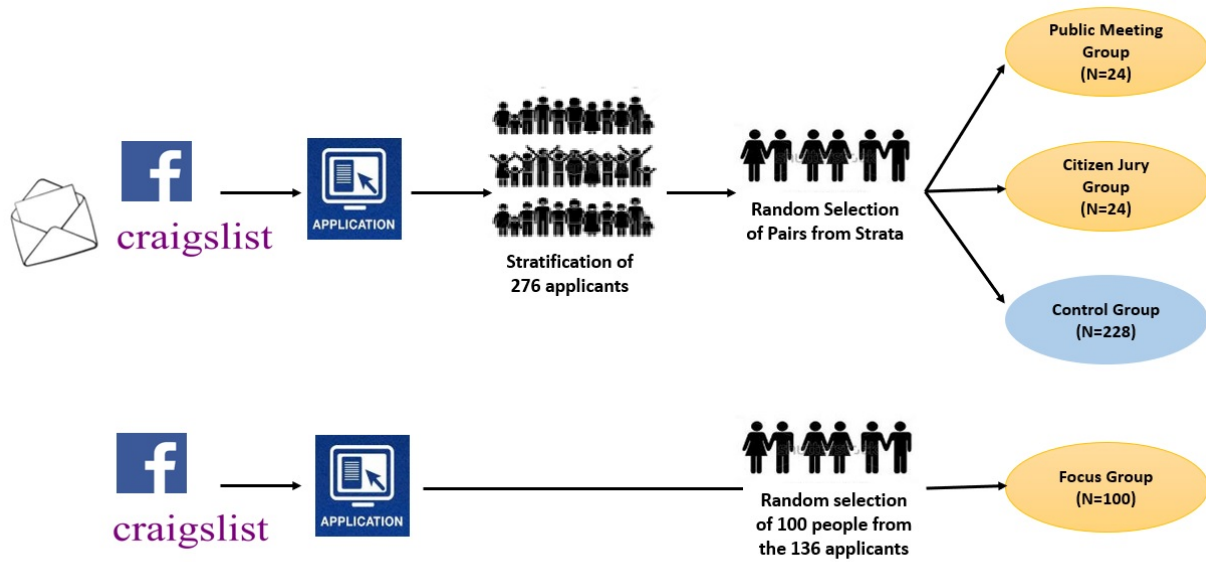 Public Meeting
Group
(N=24)
craigslist
APPLICATION
Stratification of
276 applicants
Random Selection
of Pairs from Strata
Citizen Jury
Group
(N=24)
Control Group
(N=228)
craigslist
APPLICATION
Random selection
of 100 people from
the 136 applicants
Focus Group
(N=100)